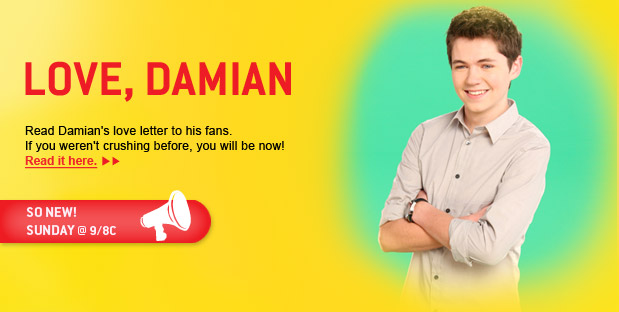 LOVE, DAMIAN
Read Damian's love letter to his fans.
If you weren't crushing before, you will be now!
Read it here.
SO NEW!
SUNDAY @ 9/8C